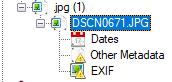 .jpg (1)
DSCN0671.JPG
Dates
Other Metadata
EXIF